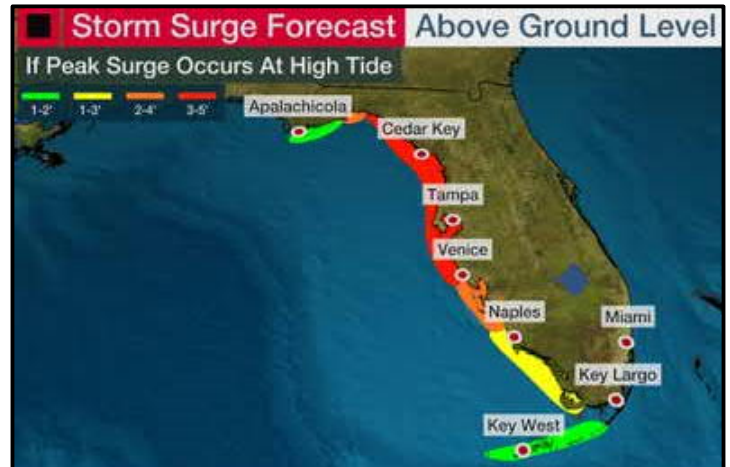 Storm Surge Forecast Above Ground Level
If Peak Surge Occurs At High Tide
1-2' 1-3' 2-4' 3-5'
Apalachicola
Cedar Key
Tampa
Venice
Naples
Miami
Key Largo
Key West